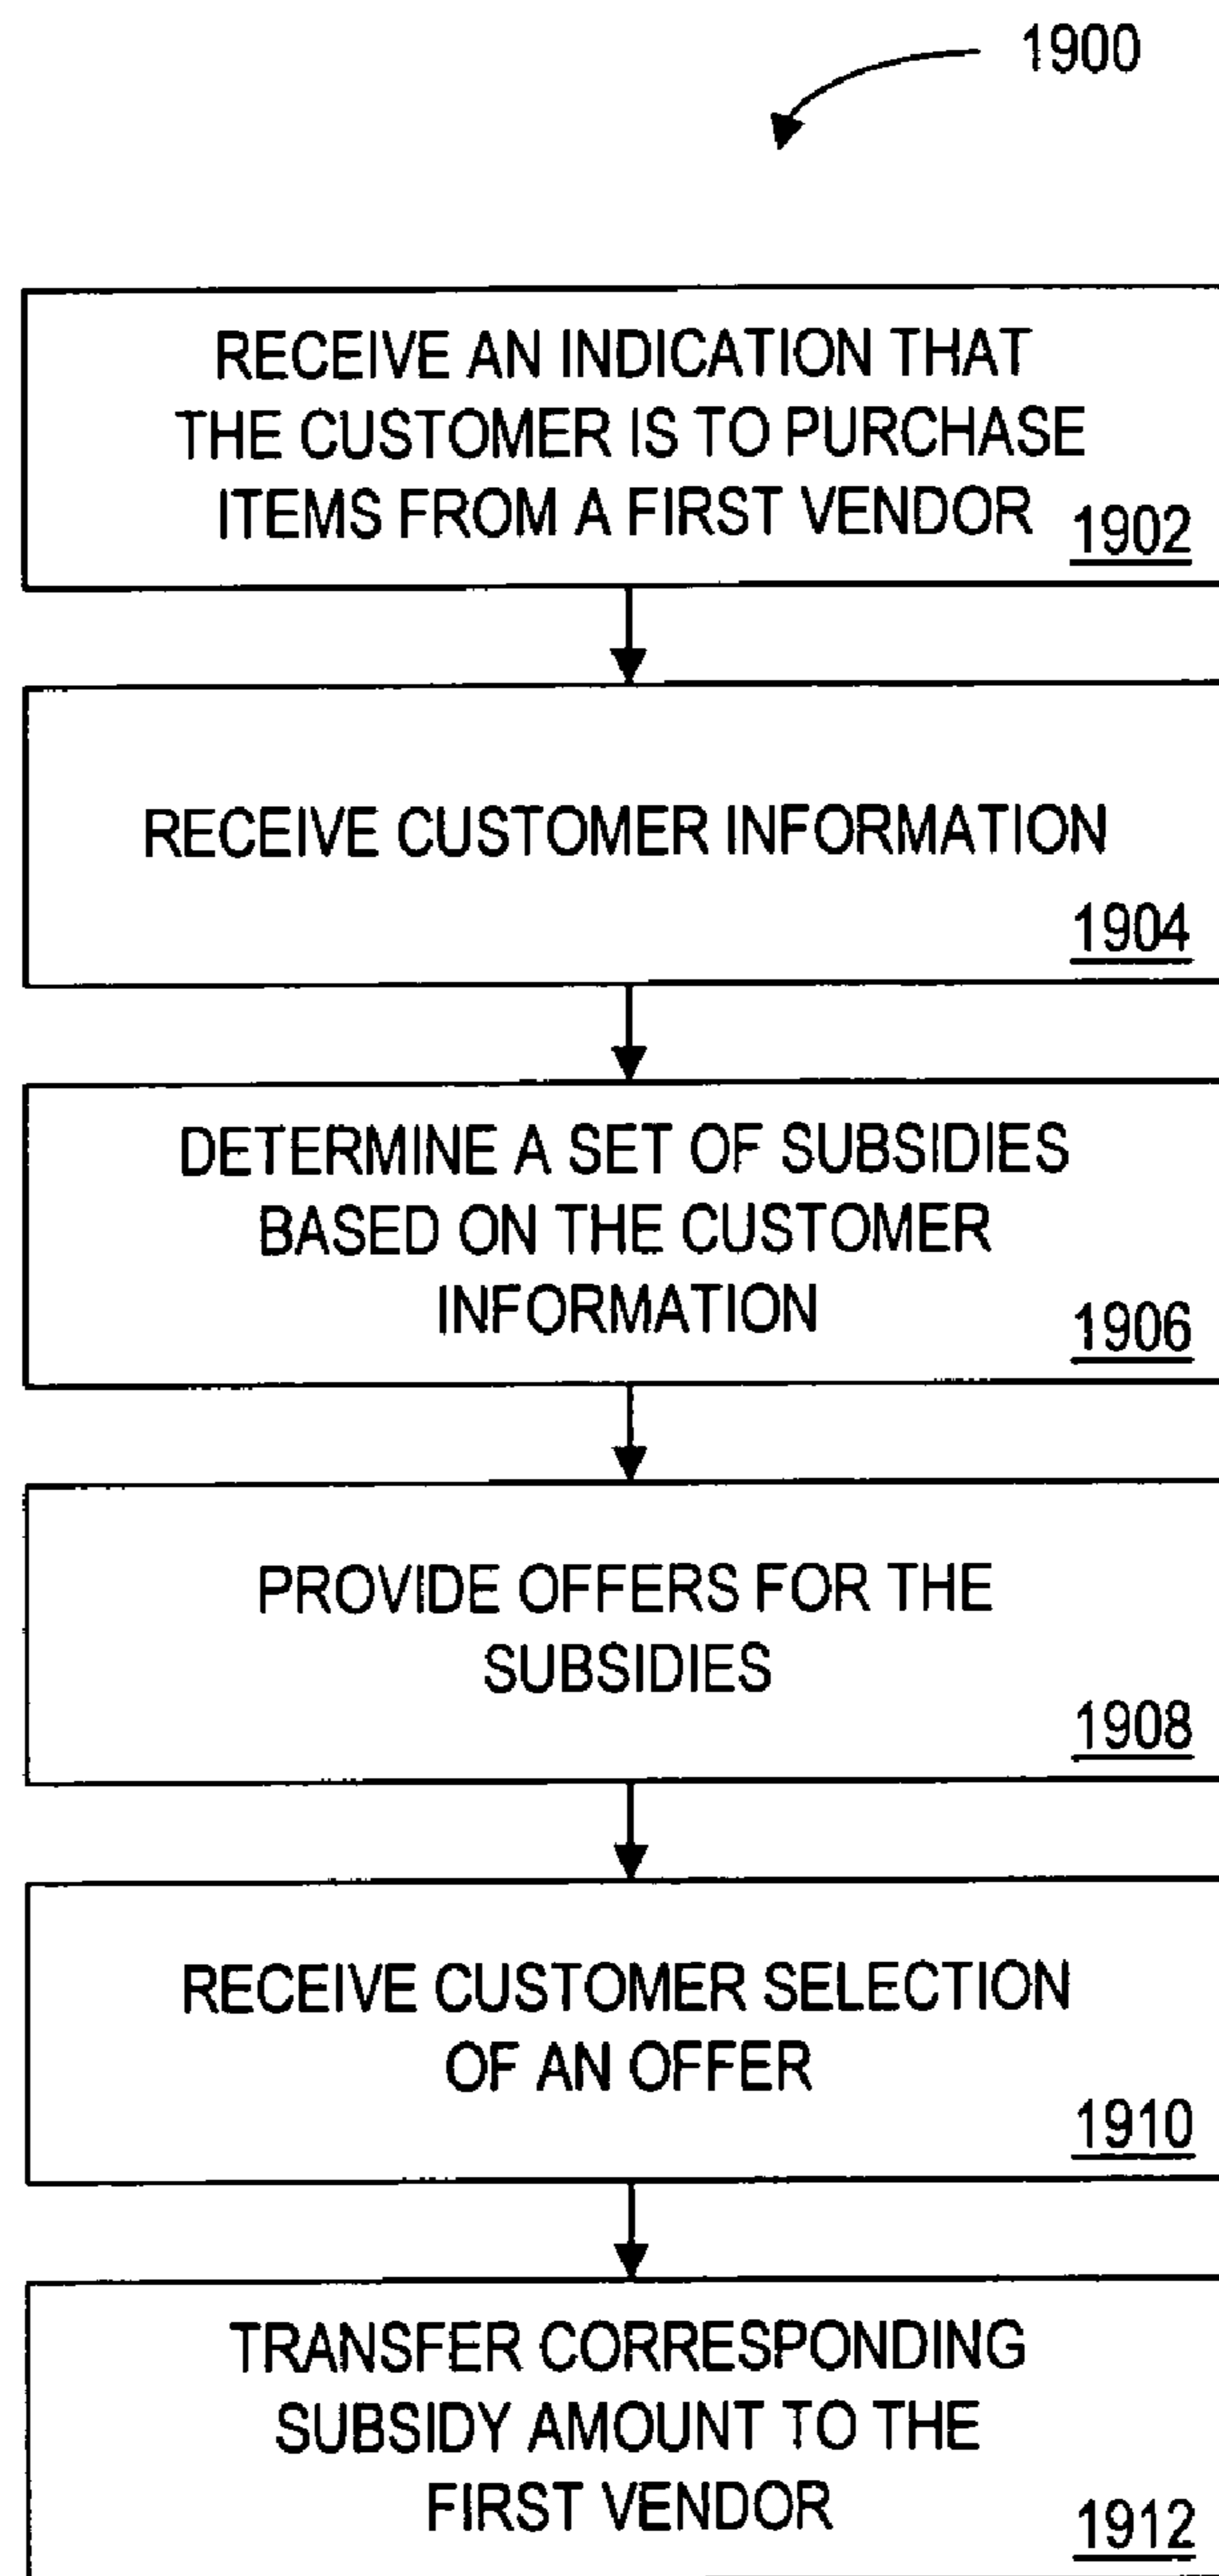 1900
RECEIVE AN INDICATION THAT
THE CUSTOMER IS TO PURCHASE
ITEMS FROM A FIRST VENDOR
1902
RECEIVE CUSTOMER INFORMATION
1904
DETERMINE A SET OF SUBSIDIES
BASED ON THE CUSTOMER
INFORMATION
1906
PROVIDE OFFERS FOR THE
SUBSIDIES
1908
RECEIVE CUSTOMER SELECTION
OF AN OFFER
1910
TRANSFER CORRESPONDING
SUBSIDY AMOUNT TO THE
FIRST VENDOR
1912